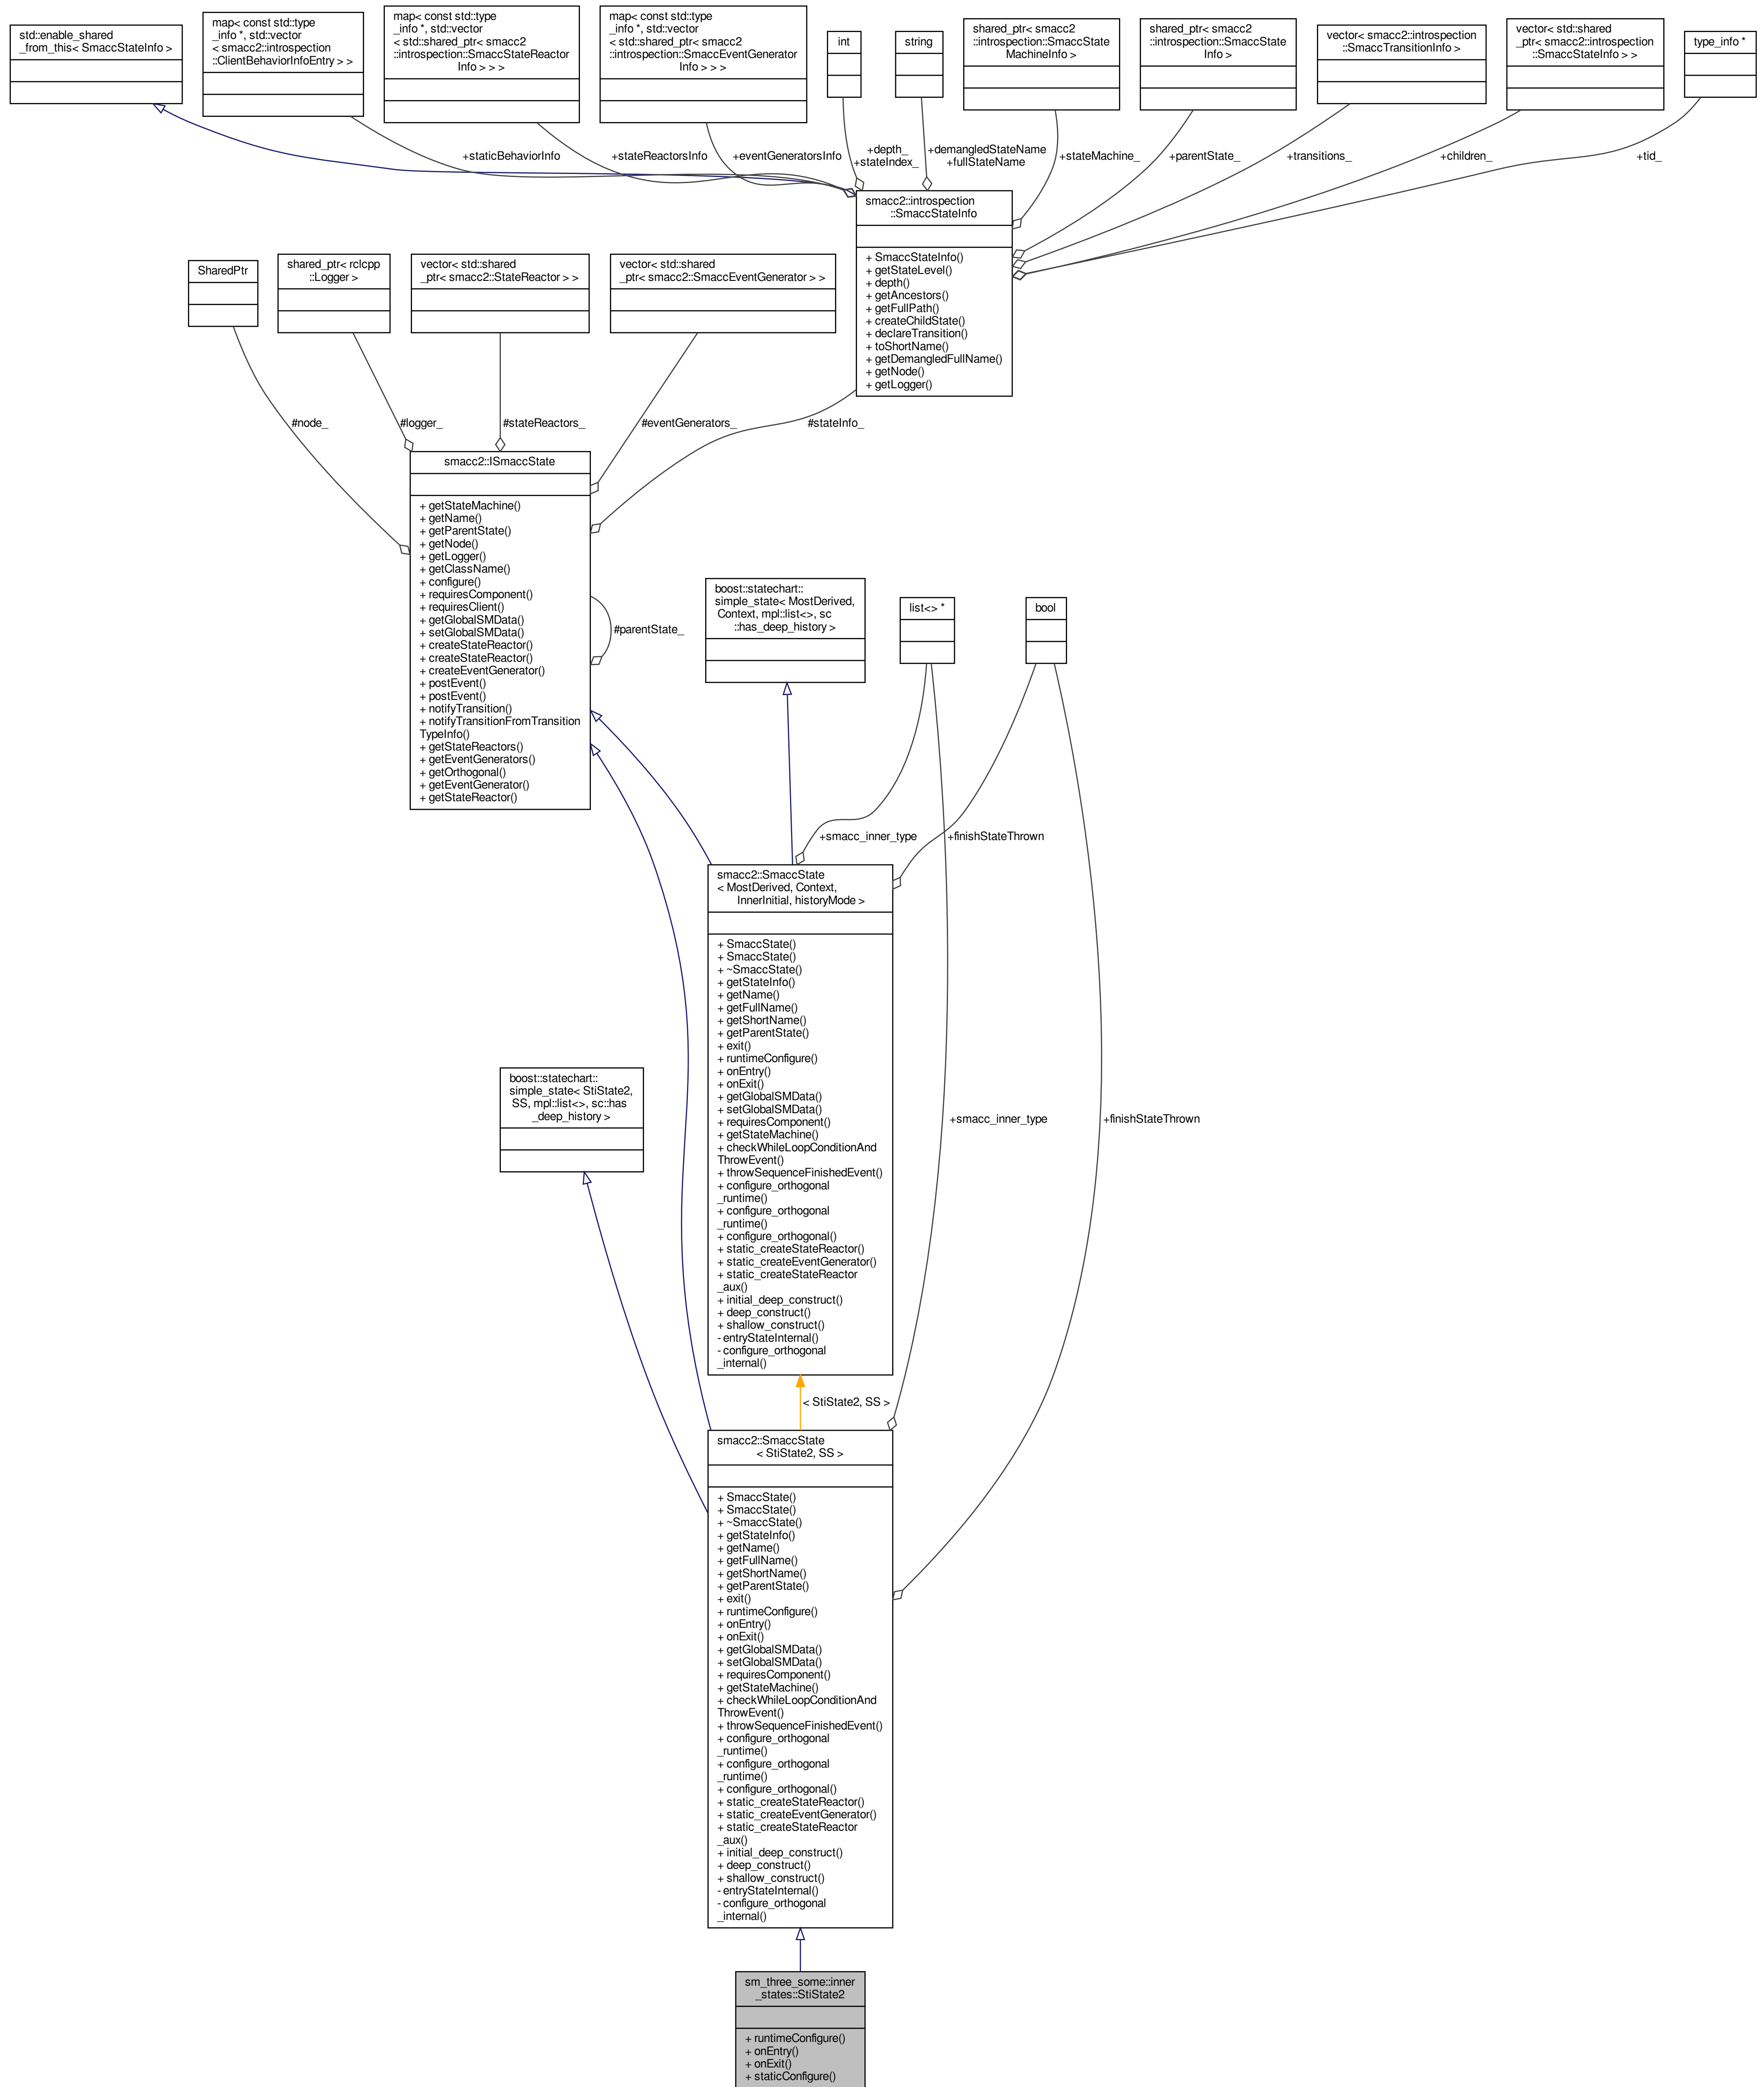 std::enable_shared
_from_this< SmaccStateInfo >
map< const std::type
_info *, std::vector
< smacc2::introspection
::ClientBehaviorInfoEntry > >
map< const std::type
_info *, std::vector
< std::shared_ptr< smacc2
::introspection::SmaccStateReactor
Info > > >
map< const std::type
_info *, std::vector
< std::shared_ptr< smacc2
::introspection::SmaccEventGenerator
Info > > >
int
string
shared_ptr< smacc2
::introspection::SmaccState
MachineInfo >
shared_ptr< smacc2
::introspection::SmaccState
Info >
vector< smacc2::introspection
::SmaccTransitionInfo >
vector< std::shared
_ptr< smacc2::introspection
::SmaccStateInfo > >
type_info *
+staticBehaviorInfo
+stateReactorsInfo
+eventGeneratorsInfo
+depth_
+stateIndex_
+demangledStateName
+fullStateName
+stateMachine_
+parentState_
+transitions_
+children_
+tid_
smacc2::introspection
::SmaccStateInfo
+ SmaccStateInfo()
+ getStateLevel()
+ depth()
+ getAncestors()
+ getFullPath()
+ createChildState()
+ declareTransition()
+ toShortName()
+ getDemangledFullName()
+ getNode()
+ getLogger()
SharedPtr
shared_ptr< rclcpp
::Logger >
vector< std::shared
_ptr< smacc2::StateReactor > >
vector< std::shared
_ptr< smacc2::SmaccEventGenerator > >
#node_
#logger_
#stateReactors_
#eventGenerators_
#stateInfo_
smacc2::ISmaccState
+ getStateMachine()
+ getName()
+ getParentState()
+ getNode()
+ getLogger()
+ getClassName()
+ configure()
+ requiresComponent()
+ requiresClient()
+ getGlobalSMData()
+ setGlobalSMData()
+ createStateReactor()
+ createStateReactor()
+ createEventGenerator()
+ postEvent()
+ postEvent()
+ notifyTransition()
+ notifyTransitionFromTransition
TypeInfo()
+ getStateReactors()
+ getEventGenerators()
+ getOrthogonal()
+ getEventGenerator()
+ getStateReactor()
#parentState_
boost::statechart::
simple_state< MostDerived,
Context, mpl::list<>, sc
::has_deep_history >
list<> *
bool
+smacc_inner_type
+finishStateThrown
smacc2::SmaccState
< MostDerived, Context,
InnerInitial, historyMode >
+ SmaccState()
+ SmaccState()
+ ~SmaccState()
+ getStateInfo()
+ getName()
+ getFullName()
+ getShortName()
+ getParentState()
+ exit()
+ runtimeConfigure()
+ onEntry()
+ onExit()
+ getGlobalSMData()
+ setGlobalSMData()
+ requiresComponent()
+ getStateMachine()
+ checkWhileLoopConditionAnd
ThrowEvent()
+ throwSequenceFinishedEvent()
+ configure_orthogonal
_runtime()
+ configure_orthogonal
_runtime()
+ configure_orthogonal()
+ static_createStateReactor()
+ static_createEventGenerator()
+ static_createStateReactor
_aux()
+ initial_deep_construct()
+ deep_construct()
+ shallow_construct()
- entryStateInternal()
- configure_orthogonal
_internal()
boost::statechart::
simple_state< StiState2,
SS, mpl::list<>, sc::has
_deep_history >
+smacc_inner_type
+finishStateThrown
< StiState2, SS >
smacc2::SmaccState
< StiState2, SS >
+ SmaccState()
+ SmaccState()
+ ~SmaccState()
+ getStateInfo()
+ getName()
+ getFullName()
+ getShortName()
+ getParentState()
+ exit()
+ runtimeConfigure()
+ onEntry()
+ onExit()
+ getGlobalSMData()
+ setGlobalSMData()
+ requiresComponent()
+ getStateMachine()
+ checkWhileLoopConditionAnd
ThrowEvent()
+ throwSequenceFinishedEvent()
+ configure_orthogonal
_runtime()
+ configure_orthogonal
_runtime()
+ configure_orthogonal()
+ static_createStateReactor()
+ static_createEventGenerator()
+ static_createStateReactor
_aux()
+ initial_deep_construct()
+ deep_construct()
+ shallow_construct()
- entryStateInternal()
- configure_orthogonal
_internal()
sm_three_some::inner
_states::StiState2
+ runtimeConfigure()
+ onEntry()
+ onExit()
+ staticConfigure()